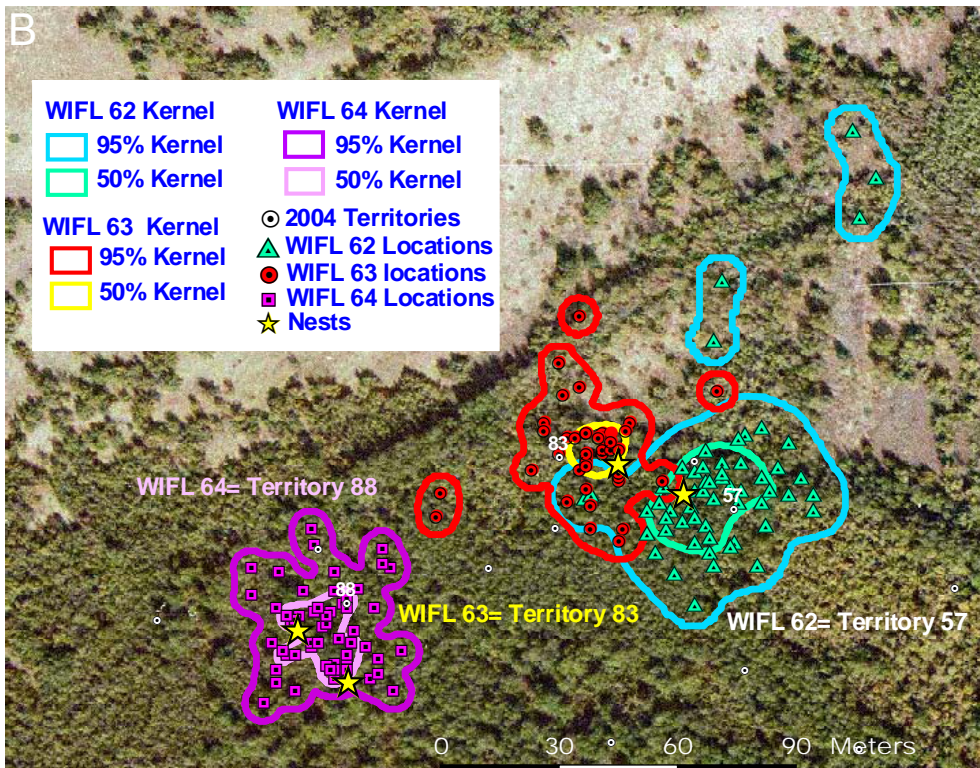 B
WIFL 62 Kernel
95% Kernel
50% Kernel
WIFL 63 Kernel
95% Kernel
50% Kernel
WIFL 64 Kernel
95% Kernel
50% Kernel
2004 Territories
WIFL 62 Locations
WIFL 63 locations
WIFL 64 Locations
Nests
83
WIFL 64= Territory 88
57
88
WIFL 63= Territory 83
WIFL 62= Territory 57
0 30 60 90 Meters